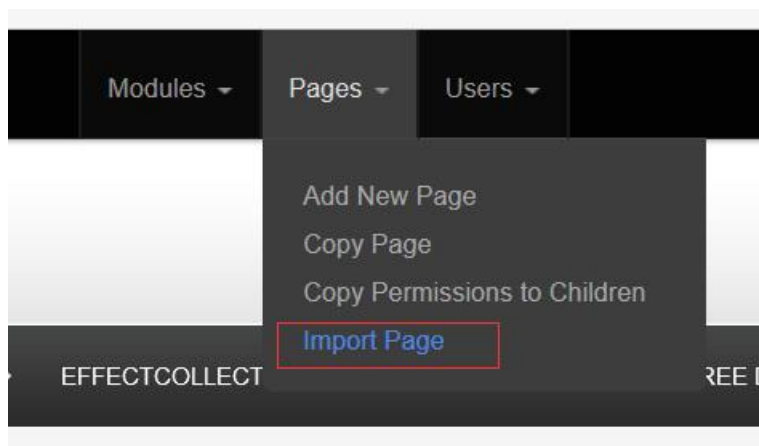 Modules Pages Users
Add New Page
Copy Page
Copy Permissions to Children
Import Page
EFFECTCOLLECT REE